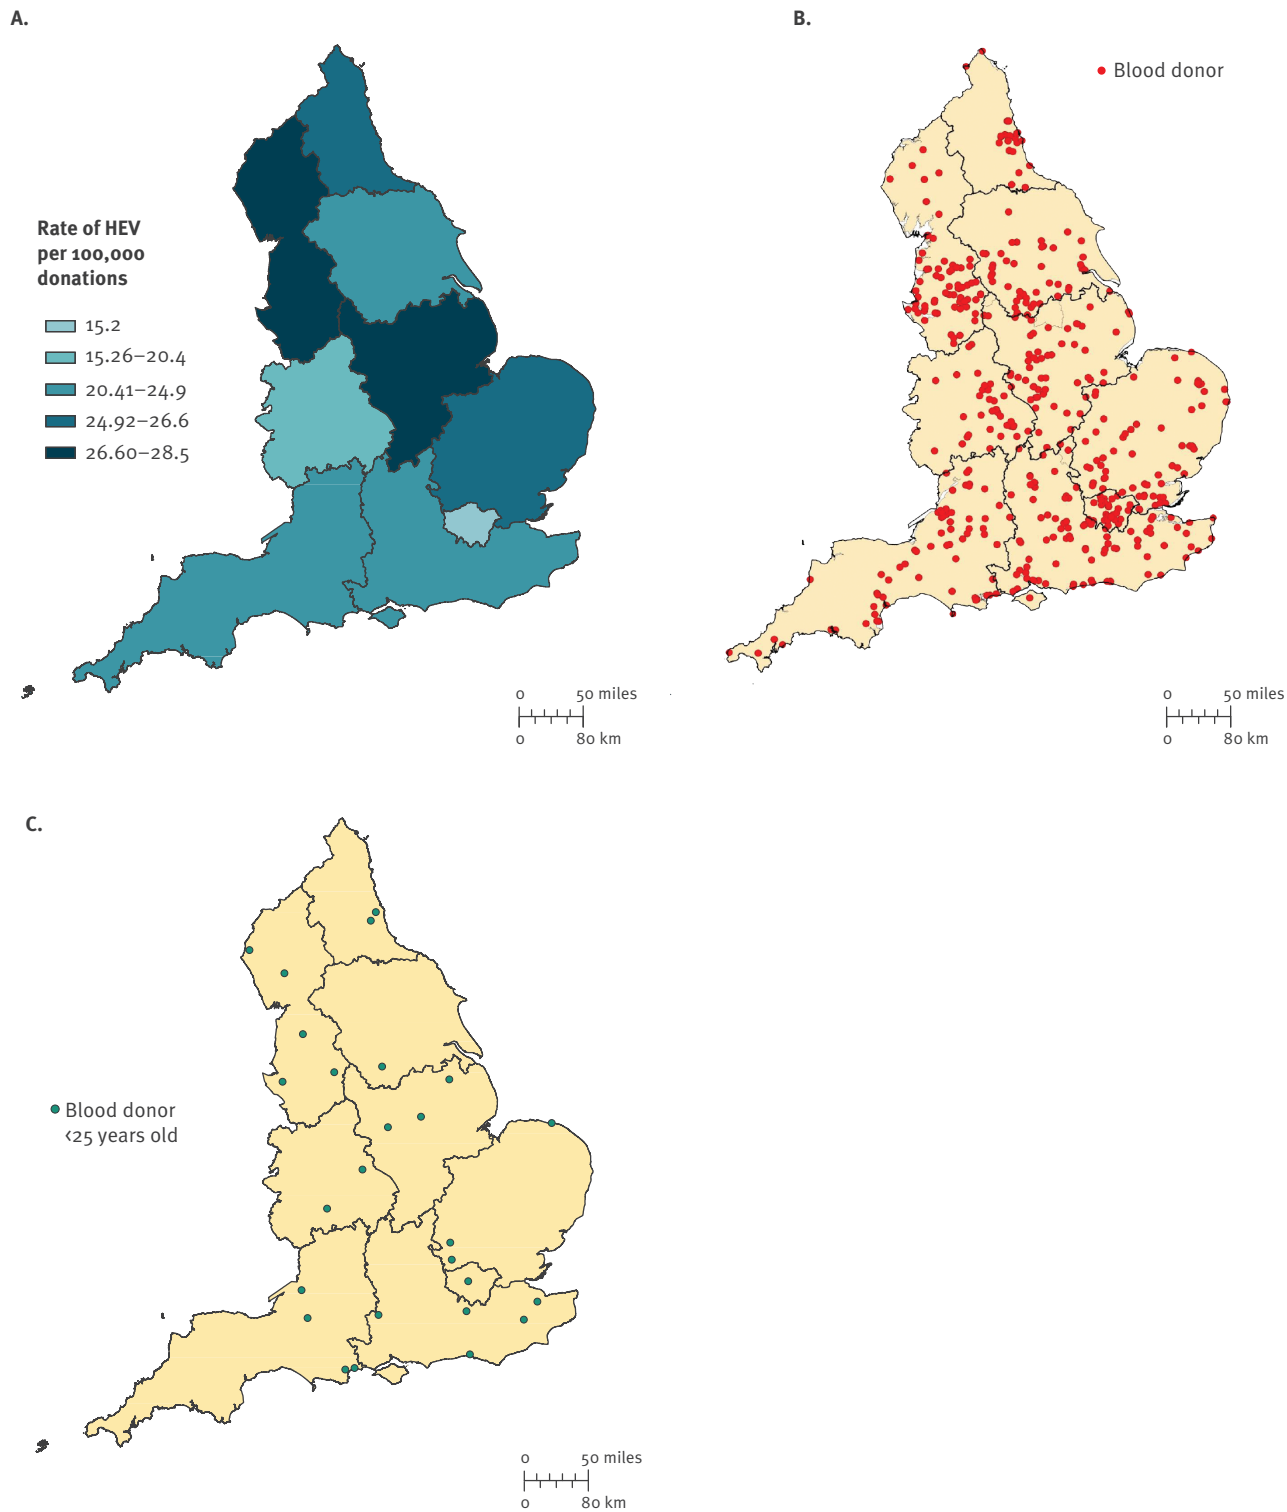 A.
Rate of HEV
per 100,000
donations
15.2
15.26–20.4
20.41–24.9
24.92–26.6
26.60–28.5
0 50 miles
0 80 km
B.
Blood donor
0 50 miles
0 80 km
C.
Blood donor
<25 years old
0 50 miles
0 80 km